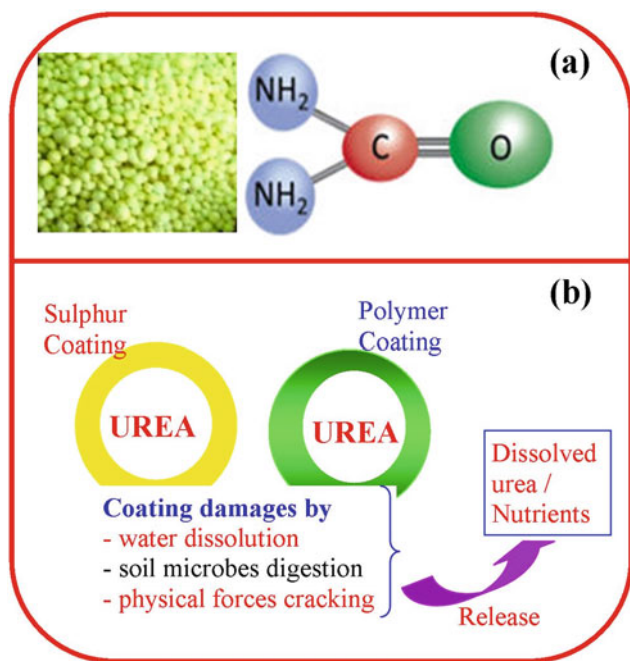 (a)
NH2
C
O
NH2
(b)
Sulphur
Coating
Polymer
Coating
UREA
UREA
Coating damages by
- water dissolution
- soil microbes digestion
- physical forces cracking
Dissolved
urea /
Nutrients
Release